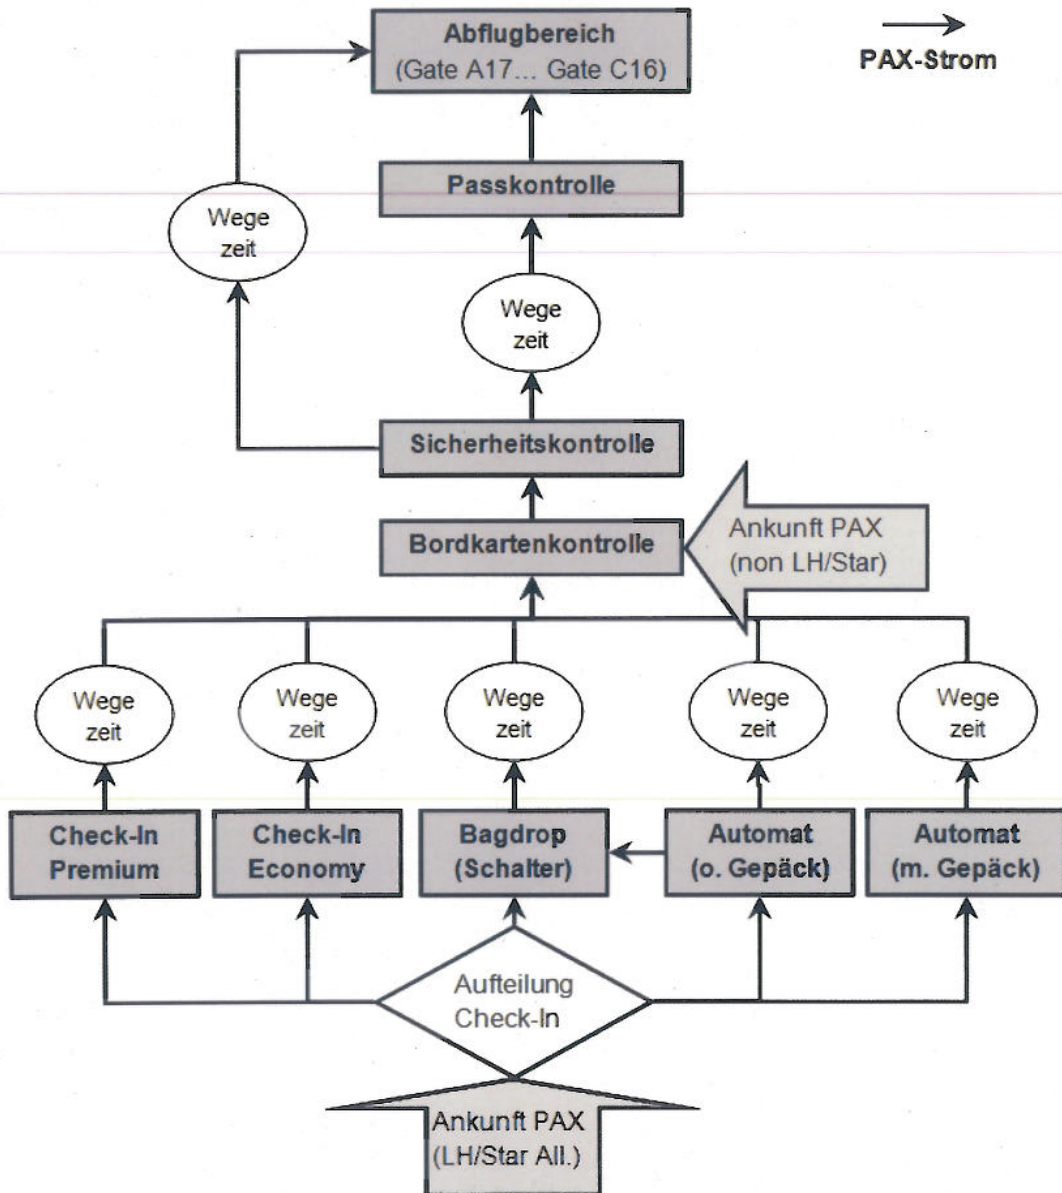 Abflugbereich
(Gate A17... Gate C16)
PAX-Strom
Passkontrolle
Wege
zeit
Wege
zeit
Sicherheitskontrolle
Bordkartenkontrolle
Ankunft PAX
(non LH/Star)
Wege
zeit
Wege
zeit
Wege
zeit
Wege
zeit
Wege
zeit
Check-In
Premium
Check-In
Economy
Bagdrop
(Schalter)
Automat
(o. Gepäck)
Automat
(m. Gepäck)
Aufteilung
Check-In
Ankunft PAX
(LH/Star All.)